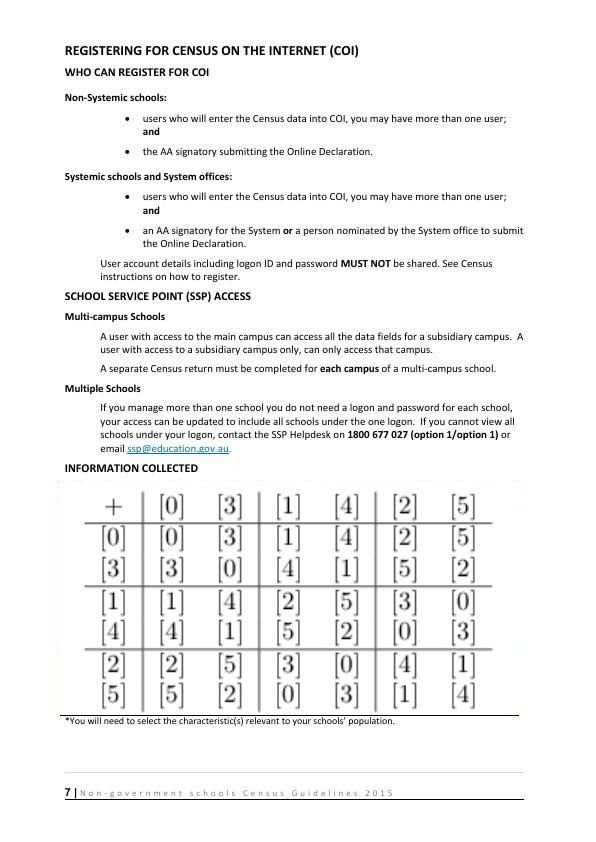 REGISTERING FOR CENSUS ON THE INTERNET (COI)
WHO CAN REGISTER FOR COI
Non-Systemic schools:
• users who will enter the Census data into COI, you may have more than one user;
and
• the AA signatory submitting the Online Declaration.
Systemic schools and System offices:
• users who will enter the Census data into COI, you may have more than one user;
and
• an AA signatory for the System or a person nominated by the System office to submit
the Online Declaration.
User account details including logon ID and password MUST NOT be shared. See Census
instructions on how to register.
SCHOOL SERVICE POINT (SSP) ACCESS
Multi-campus Schools
A user with access to the main campus can access all the data fields for a subsidiary campus. A
user with access to a subsidiary campus only, can only access that campus.
A separate Census return must be completed for each campus of a multi-campus school.
Multiple Schools
If you manage more than one school you do not need a logon and password for each school,
your access can be updated to include all schools under the one logon. If you cannot view all
schools under your logon, contact the SSP Helpdesk on 1800 677 027 (option 1/option 1) or
email ssp@education.gov.au.
INFORMATION COLLECTED
+ [0] [3] [1] [4] [2] [5]
[0] [0] [3] [1] [4] [2] [5]
[3] [3] [0] [4] [1] [5] [2]
[1] [1] [4] [2] [5] [3] [0]
[4] [4] [1] [5] [2] [0] [3]
[2] [2] [5] [3] [0] [4] [1]
[5] [5] [2] [0] [3] [1] [4]
*You will need to select the characteristic(s) relevant to your schools' population.
7 | Non-government schools Census Guidelines 2015